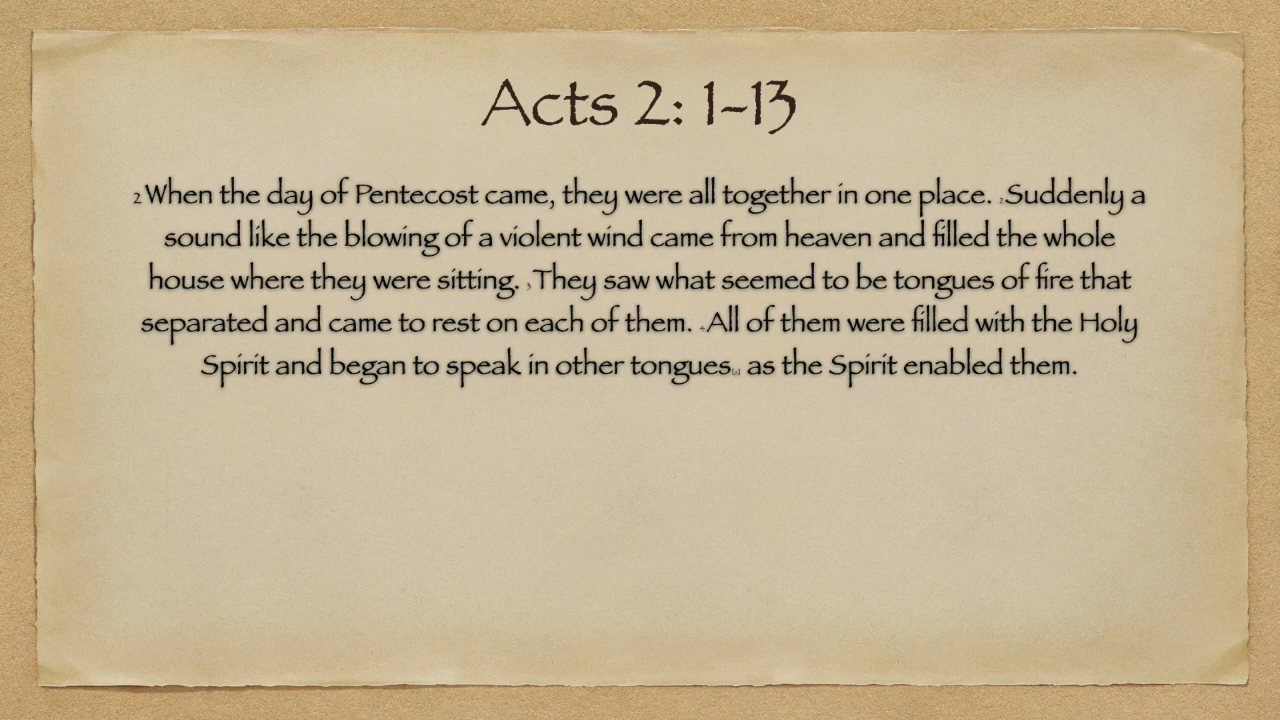 Acts 2: 1-13
2 When the day of Pentecost came, they were all together in one place. 2 Suddenly a
sound like the blowing of a violent wind came from heaven and filled the whole
house where they were sitting. 3 They saw what seemed to be tongues of fire that
separated and came to rest on each of them. 4 All of them were filled with the Holy
Spirit and began to speak in other tongues[a] as the Spirit enabled them.